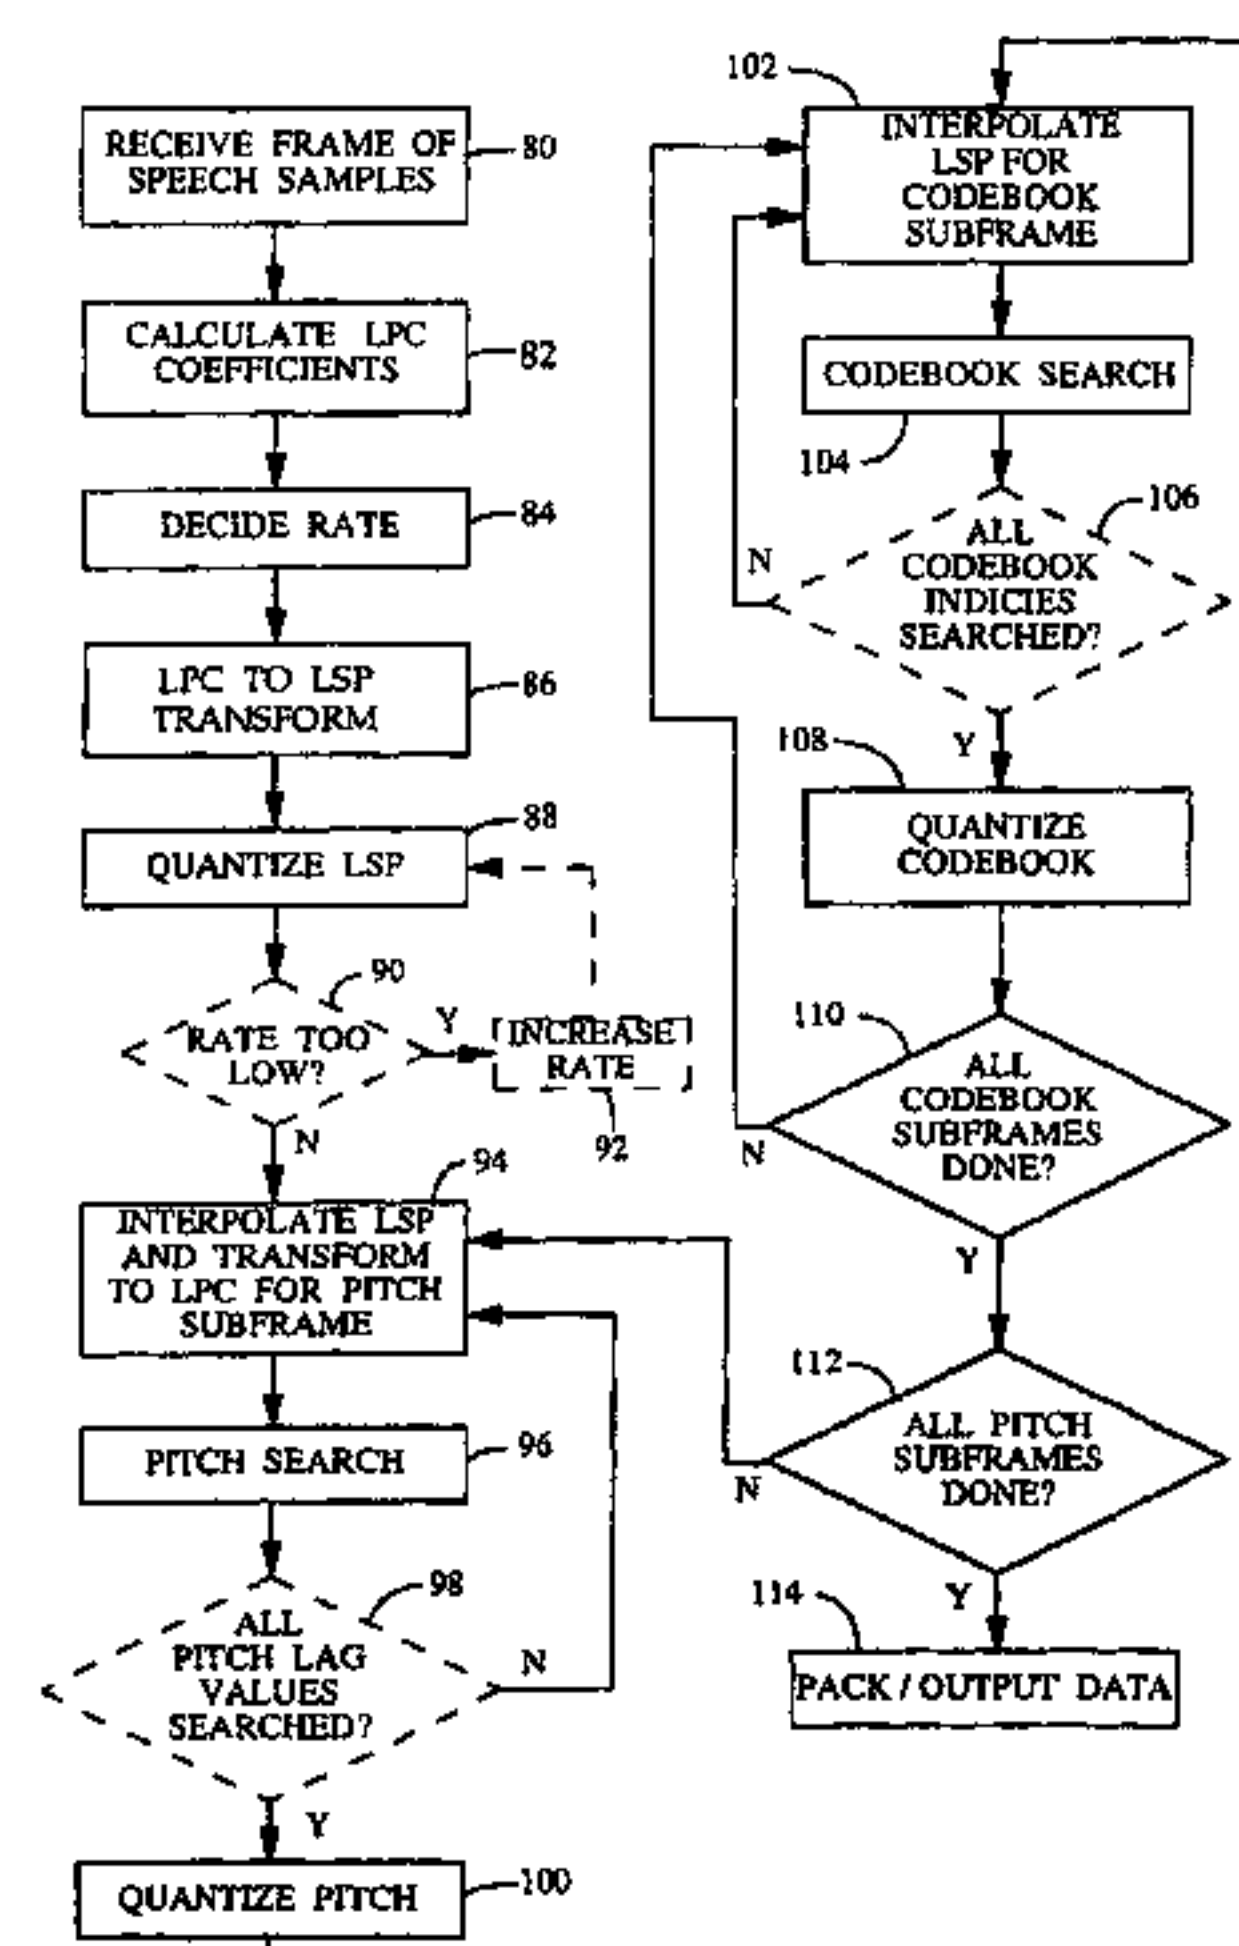 RECEIVE FRAME OF
SPEECH SAMPLES
80
CALCULATE LPC
COEFFICIENTS
82
DECIDE RATE
84
LPC TO LSP
TRANSFORM
86
88
QUANTIZE LSP
90
RATE TOO
LOW?
Y
INCREASE
RATE
92
N
94
INTERPOLATE LSP
AND TRANSFORM
TO LPC FOR PITCH
SUBFRAME
PITCH SEARCH
96
98
ALL
PITCH LAG
VALUES
SEARCHED?
N
Y
QUANTIZE PITCH
100
102
INTERPOLATE
LSP FOR
CODEBOOK
SUBFRAME
CODEBOOK SEARCH
104
106
ALL
CODEBOOK
INDICIES
SEARCHED?
N
Y
108
QUANTIZE
CODEBOOK
110
ALL
CODEBOOK
SUBFRAMES
DONE?
N
Y
112
ALL PITCH
SUBFRAMES
DONE?
N
Y
114
PACK / OUTPUT DATA